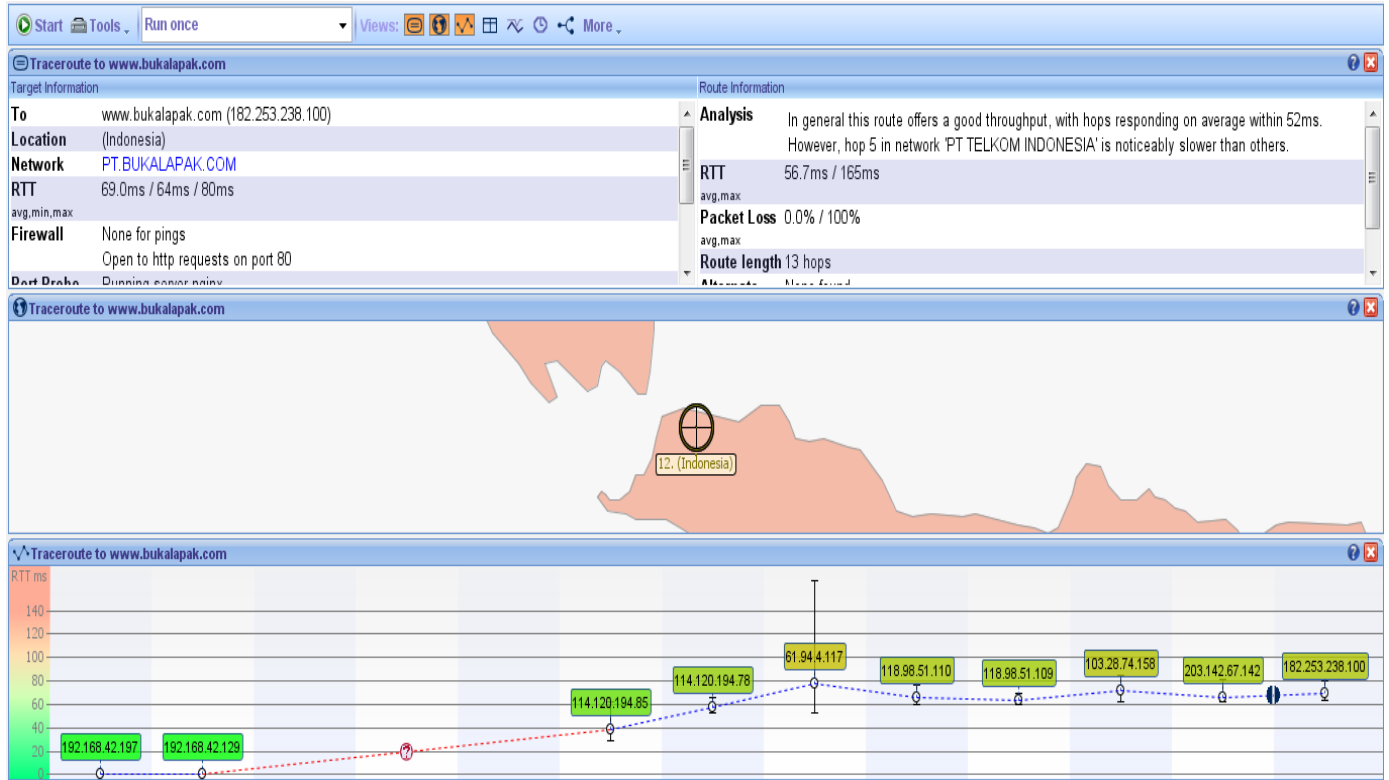 Start Tools Run once Views: More
Traceroute to www.bukalapak.com
Target Information
To www.bukalapak.com (182.253.238.100)
Location (Indonesia)
Network PT.BUKALAPAK.COM
RTT 69.0ms / 64ms / 80ms
avg,min,max
Firewall None for pings
Open to http requests on port 80
Port Probe Running server nginx
Route Information
Analysis In general this route offers a good throughput, with hops responding on average within 52ms.
However, hop 5 in network 'PT TELKOM INDONESIA' is noticeably slower than others.
RTT 56.7ms / 165ms
avg,max
Packet Loss 0.0% / 100%
avg,max
Route length 13 hops
Alternate None found
Traceroute to www.bukalapak.com
12. (Indonesia)
Traceroute to www.bukalapak.com
RTT ms
140
120
100
80
60
40
20
0
192.168.42.197
192.168.42.129
?
114.120.194.85
114.120.194.78
61.94.4.117
118.98.51.110
118.98.51.109
103.28.74.158
203.142.67.142
182.253.238.100